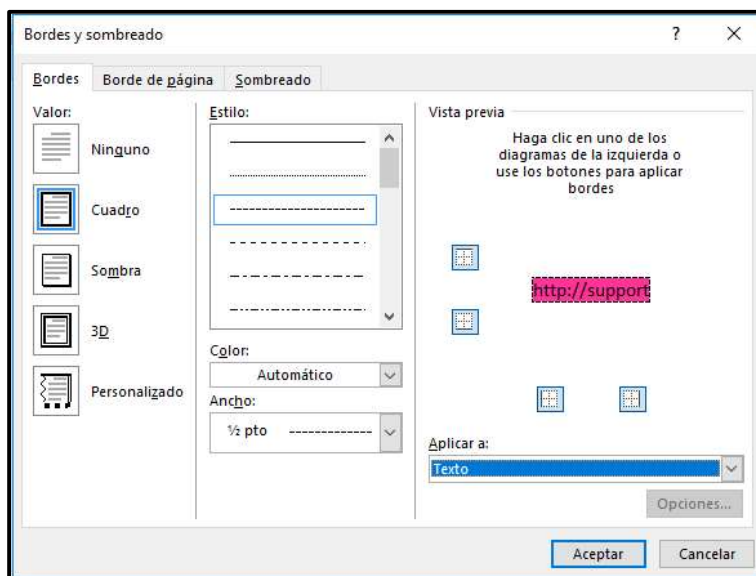 Bordes y sombreado
?
Bordes
Borde de página
Sombreado
Valor:
Ninguno
Cuadro
Sombra
3D
Personalizado
Estilo:
Color:
Automático
Ancho:
½ pto
Vista previa
Haga clic en uno de los
diagramas de la izquierda o
use los botones para aplicar
bordes
http://support
Aplicar a:
Texto
Opciones...
Aceptar
Cancelar